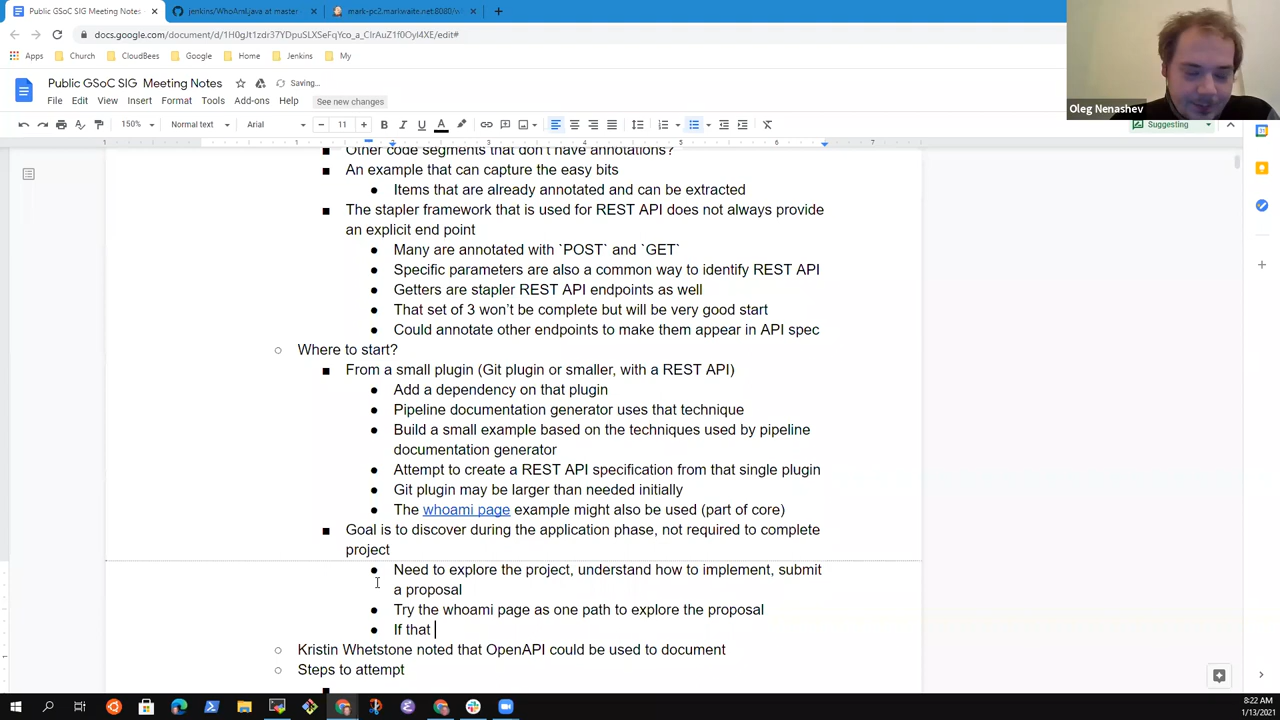 Public GSoC SIG Meeting Notes
jenkins/WhoAmI.java at master
mark-pc2.markwaite.net:8080/w
docs.google.com/document/d/1H0gJt1zdr37YDpuSLXSeFqYco_a_CIrAuZ1f0OyI4XE/edit#
Apps Church CloudBees Google Home Jenkins My
Oleg Nenashev
Public GSoC SIG Meeting Notes Saving...
File Edit View Insert Format Tools Add-ons Help See new changes
150% Normal text Arial 11 Suggesting
1 1 2 3 4 5 6 7
Other code segments that don't have annotations?
An example that can capture the easy bits
Items that are already annotated and can be extracted
The stapler framework that is used for REST API does not always provide
an explicit end point
Many are annotated with `POST` and `GET`
Specific parameters are also a common way to identify REST API
Getters are stapler REST API endpoints as well
That set of 3 won't be complete but will be very good start
Could annotate other endpoints to make them appear in API spec
Where to start?
From a small plugin (Git plugin or smaller, with a REST API)
Add a dependency on that plugin
Pipeline documentation generator uses that technique
Build a small example based on the techniques used by pipeline
documentation generator
Attempt to create a REST API specification from that single plugin
Git plugin may be larger than needed initially
The whoami page example might also be used (part of core)
Goal is to discover during the application phase, not required to complete
project
Need to explore the project, understand how to implement, submit
a proposal
Try the whoami page as one path to explore the proposal
If that
Kristin Whetstone noted that OpenAPI could be used to document
Steps to attempt
8:22 AM
1/13/2021